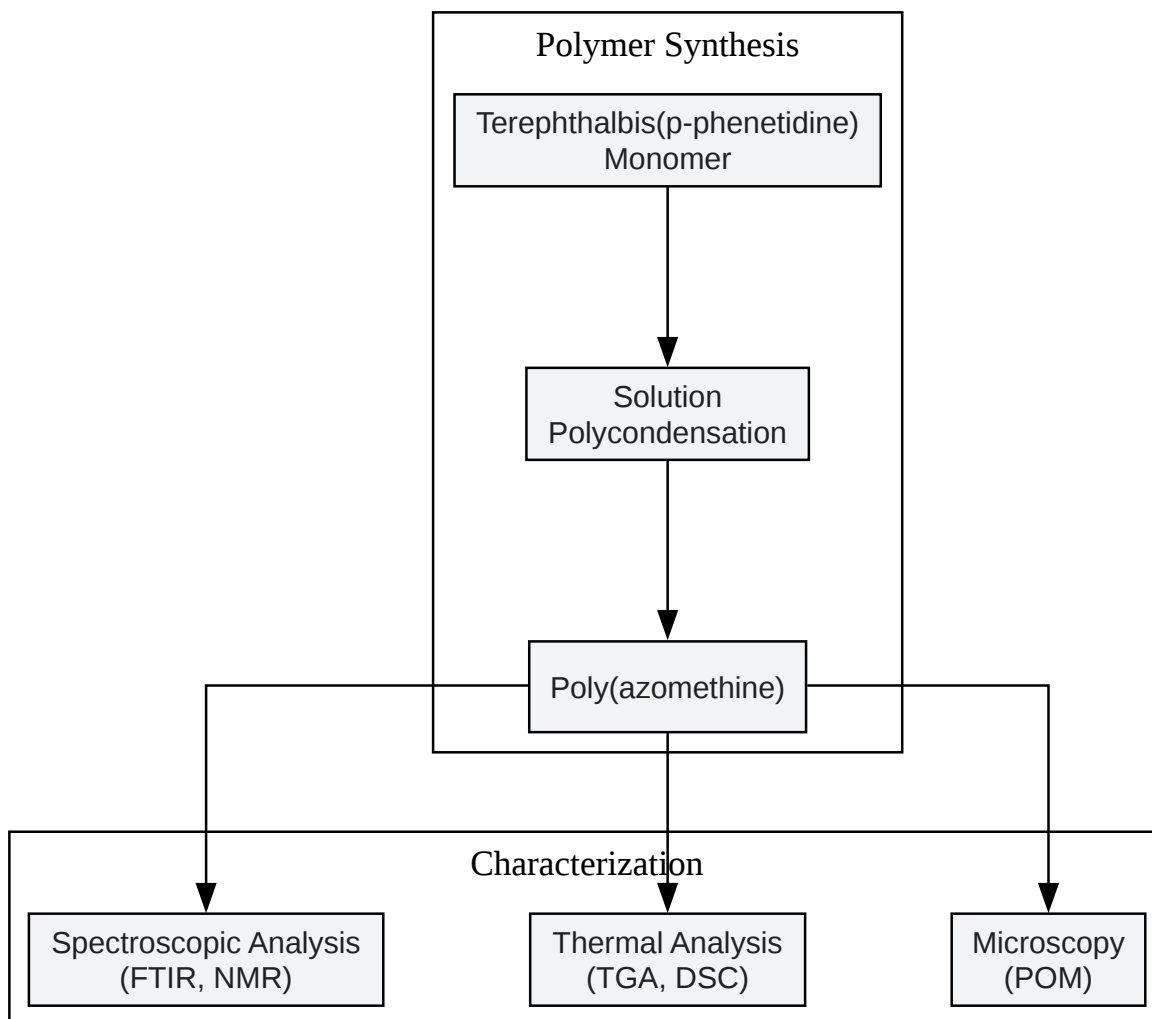 Polymer Synthesis
Terephthalbis(p-phenetidine)
Monomer
Solution
Polycondensation
Poly(azomethine)
Characterization
Spectroscopic Analysis
(FTIR, NMR)
Thermal Analysis
(TGA, DSC)
Microscopy
(POM)